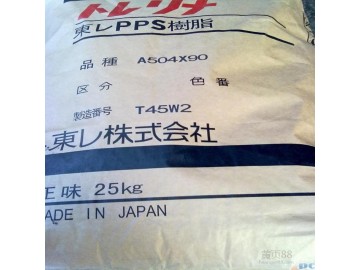 トレリナ
東レPPS樹脂
品種 A504X90
区分 色番
製造番号 T45W2
東レ株式会社
正味 25kg
MADE IN JAPAN